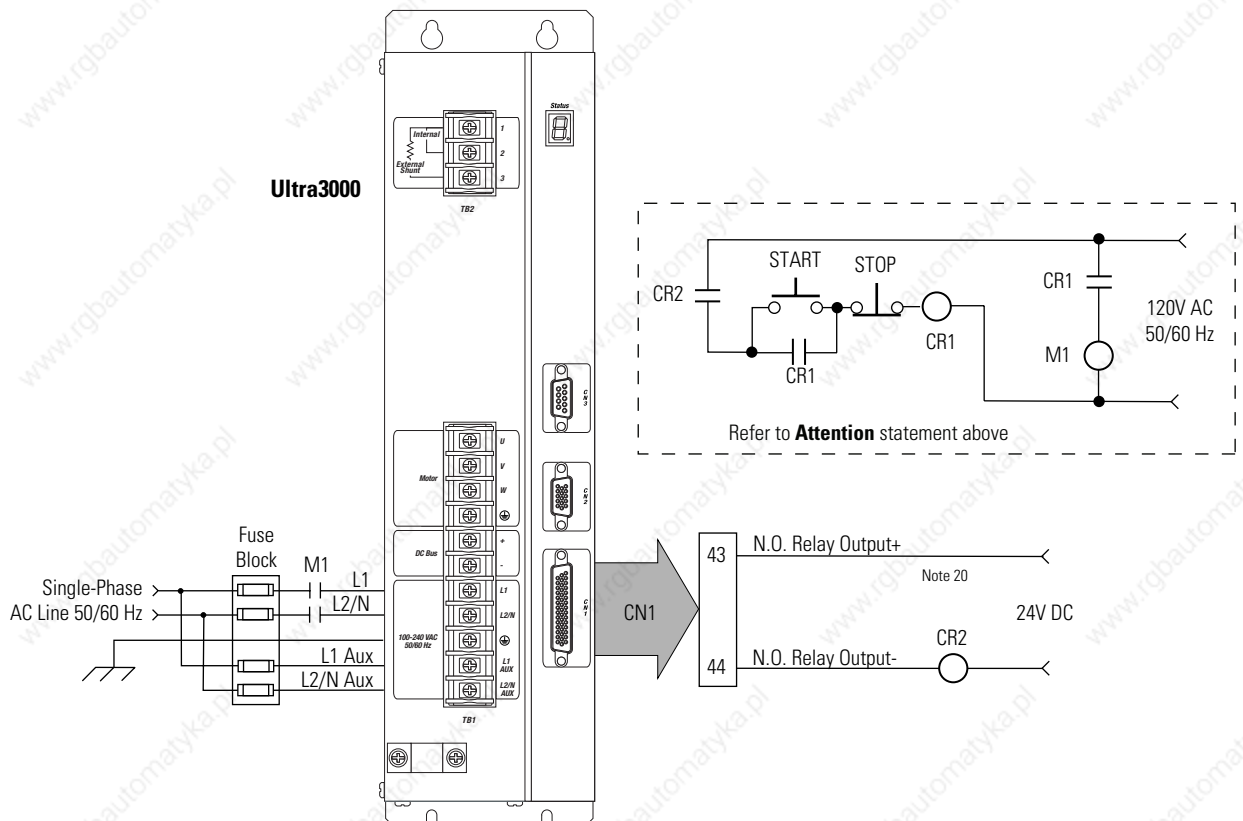 Status
Internal
External
Shunt
1
2
3
TB2
Ultra3000
START
STOP
CR2
CR1
CR1
CR1
M1
120V AC
50/60 Hz
Refer to Attention statement above
CN3
CN2
CN1
Motor
U
V
W
DC Bus
+
-
100-240 VAC
50/60 Hz
L1
L2/N
L1
AUX
L2/N
AUX
TB1
Fuse
Block
M1
Single-Phase
AC Line 50/60 Hz
L1
L2/N
L1 Aux
L2/N Aux
CN1
43
N.O. Relay Output+
Note 20
24V DC
CR2
44
N.O. Relay Output-
www.rgbautomatyka.pl